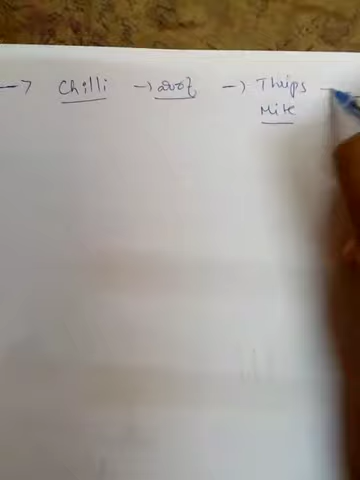 → Chilli → → Thrips
Mite